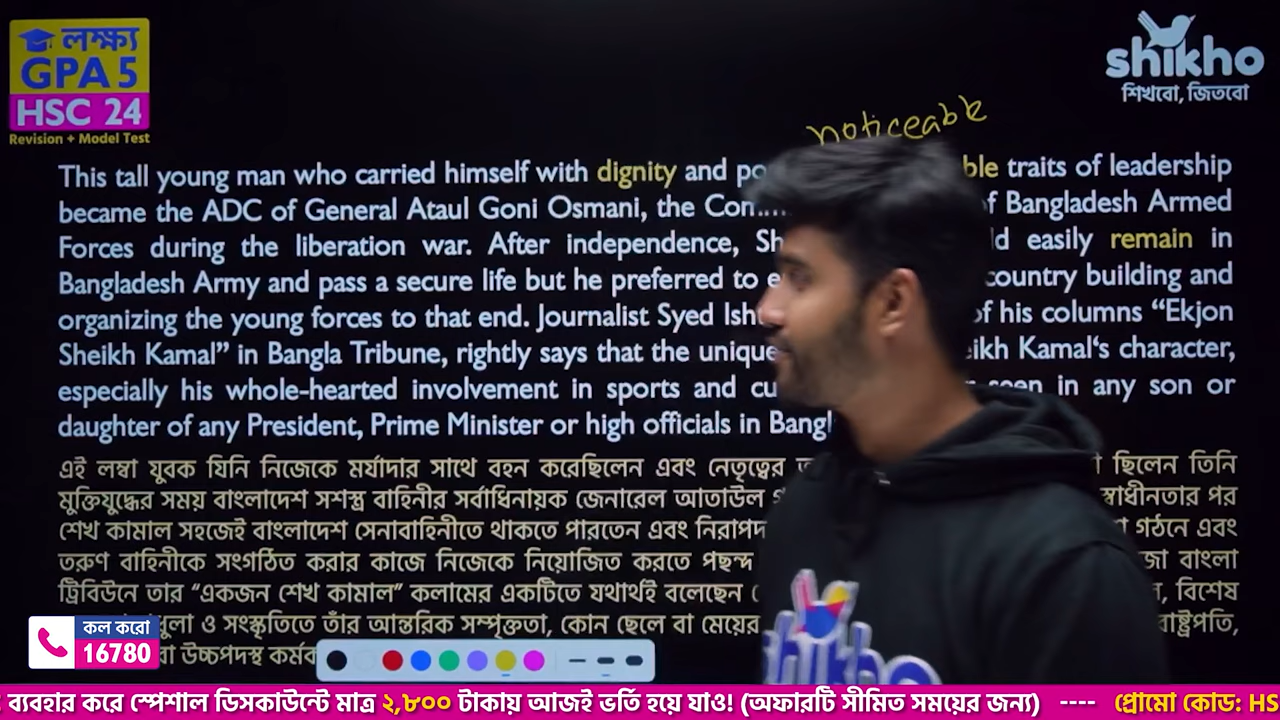 লক্ষ্য
GPA 5
HSC 24
Revision + Model Test
shikho
শিখবো, জিতবো
noticeable
This tall young man who carried himself with dignity and po ble traits of leadership
became the ADC of General Ataul Goni Osmani, the Com of Bangladesh Armed
Forces during the liberation war. After independence, Sh ld easily remain in
Bangladesh Army and pass a secure life but he preferred to e country building and
organizing the young forces to that end. Journalist Syed Ish of his columns “Ekjon
Sheikh Kamal” in Bangla Tribune, rightly says that the unique eikh Kamal‘s character,
especially his whole-hearted involvement in sports and cu seen in any son or
daughter of any President, Prime Minister or high officials in Bangl
এই লম্বা যুবক যিনি নিজেকে মর্যাদার সাথে বহন করেছিলেন এবং নেতৃত্বের ছিলেন তিনি
মুক্তিযুদ্ধের সময় বাংলাদেশ সশস্ত্র বাহিনীর সর্বাধিনায়ক জেনারেল আতাউল স্বাধীনতার পর
শেখ কামাল সহজেই বাংলাদেশ সেনাবাহিনীতে থাকতে পারতেন এবং নিরাপদ গঠনে এবং
তরুণ বাহিনীকে সংগঠিত করার কাজে নিজেকে নিয়োজিত করতে পছন্দ জা বাংলা
ট্রিবিউনে তার “একজন শেখ কামাল” কলামের একটিতে যথার্থই বলেছেন বিশেষ
ুলা ও সংস্কৃতিতে তাঁর আন্তরিক সম্পৃক্ততা, কোন ছেলে বা মেয়ের রাষ্ট্রপতি,
বা উচ্চপদস্থ কর্মক
কল করো
16780
shikho
ব্যবহার করে স্পেশাল ডিসকাউন্টে মাত্র ২,৮০০ টাকায় আজই ভর্তি হয়ে যাও! (অফারটি সীমিত সময়ের জন্য) ---- প্রোমো কোড: HS